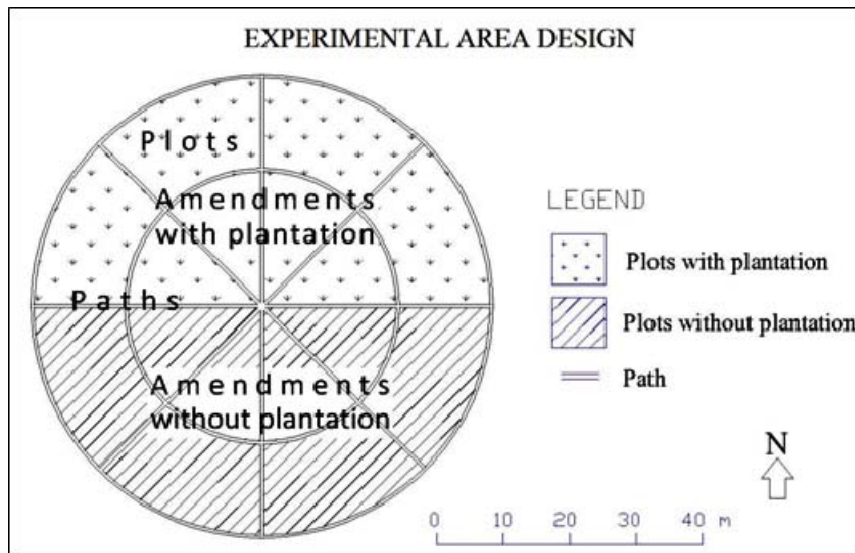 EXPERIMENTAL AREA DESIGN
Plots
Amendments
with plantation
Paths
Amendments
without plantation
LEGEND
Plots with plantation
Plots without plantation
Path
N
0 10 20 30 40 m